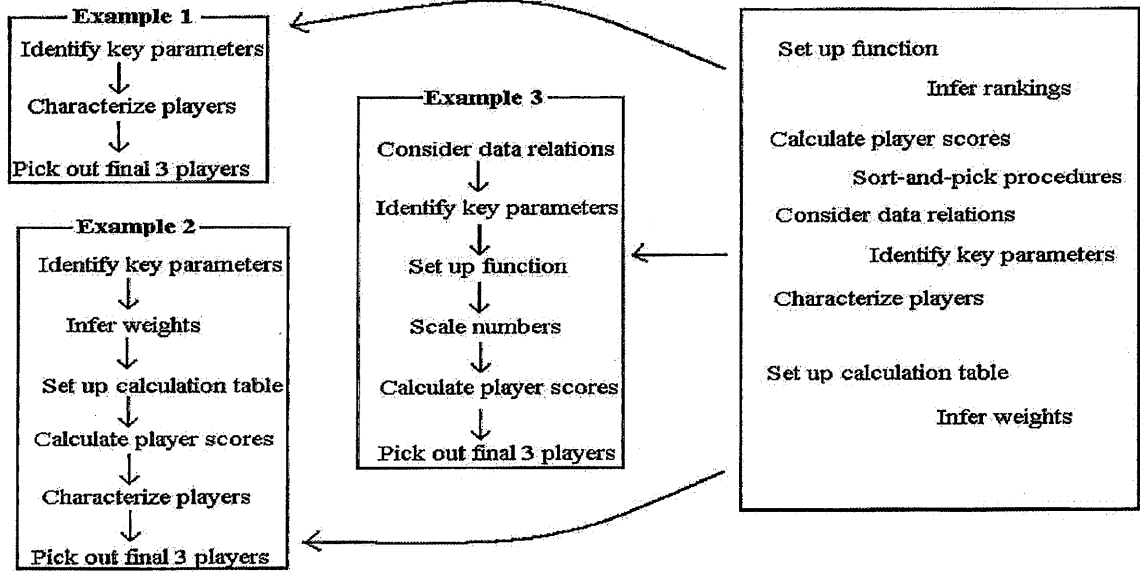 Example 1
Identify key parameters
Characterize players
Pick out final 3 players
Example 2
Identify key parameters
Infer weights
Set up calculation table
Calculate player scores
Characterize players
Pick out final 3 players
Example 3
Consider data relations
Identify key parameters
Set up function
Scale numbers
Calculate player scores
Pick out final 3 players
Set up function
Infer rankings
Calculate player scores
Sort-and-pick procedures
Consider data relations
Identify key parameters
Characterize players
Set up calculation table
Infer weights